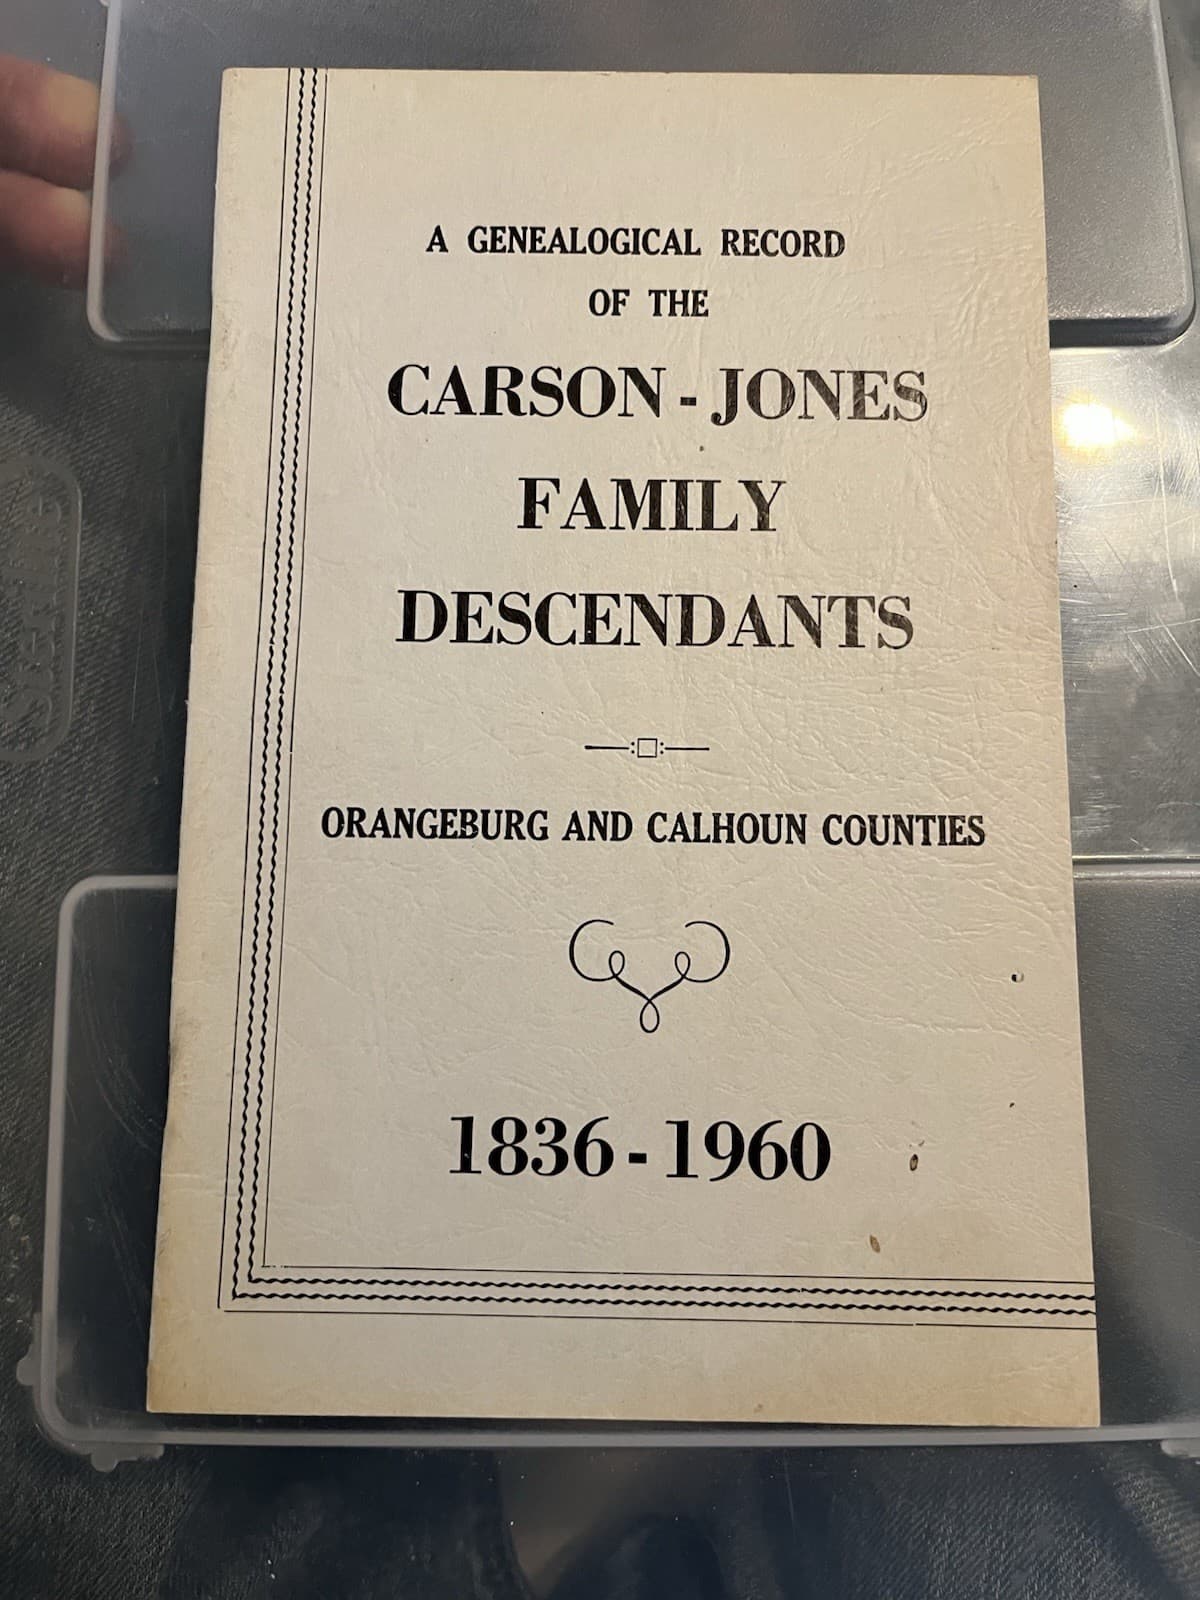 A GENEALOGICAL RECORD
OF THE
CARSON - JONES
FAMILY
DESCENDANTS
ORANGEBURG AND CALHOUN COUNTIES
1836 - 1960